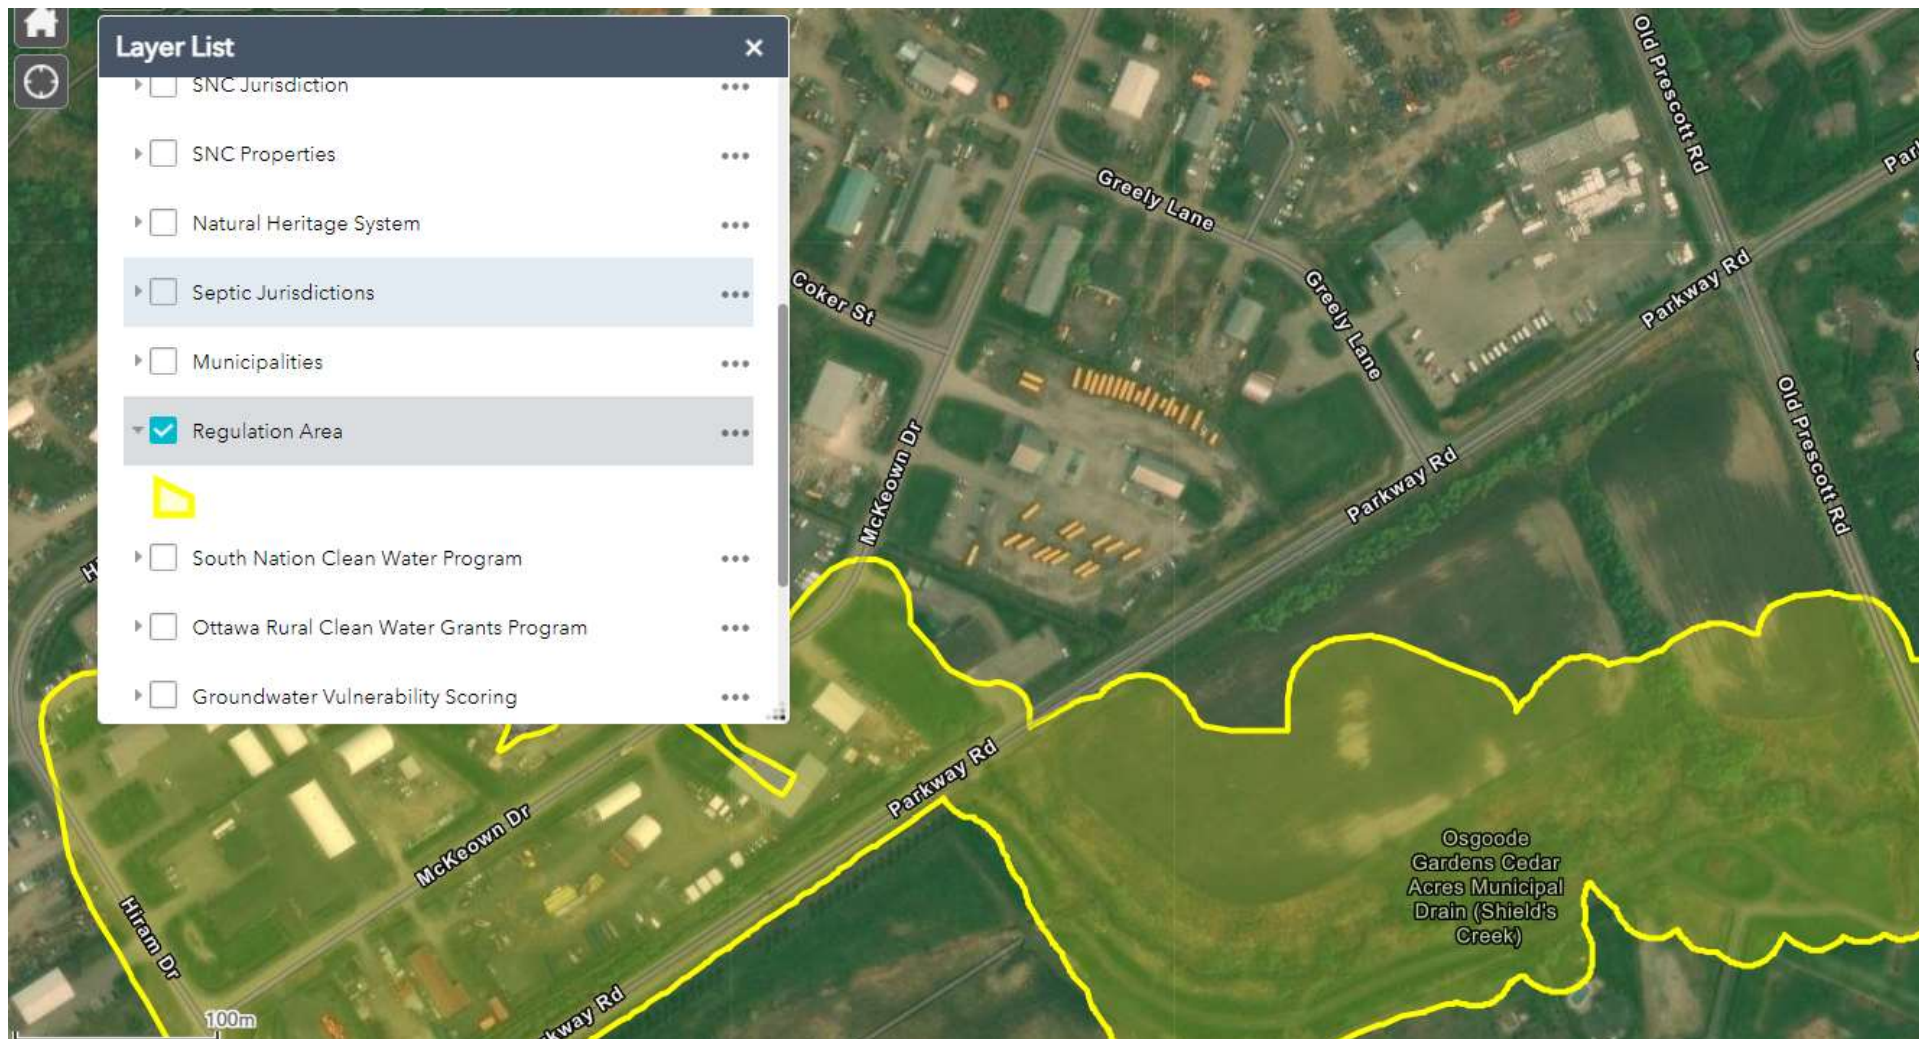 Layer List
SNC Jurisdiction
SNC Properties
Natural Heritage System
Septic Jurisdictions
Municipalities
Regulation Area
South Nation Clean Water Program
Ottawa Rural Clean Water Grants Program
Groundwater Vulnerability Scoring
Old Prescott Rd
Greely Lane
Parkway Rd
Coker St
Greely Lane
Old Prescott Rd
McKeown Dr
Parkway Rd
Parkway Rd
McKeown Dr
Osgoode
Gardens Cedar
Acres Municipal
Drain (Shield's
Creek)
Hiram Dr
kway Rd
100m